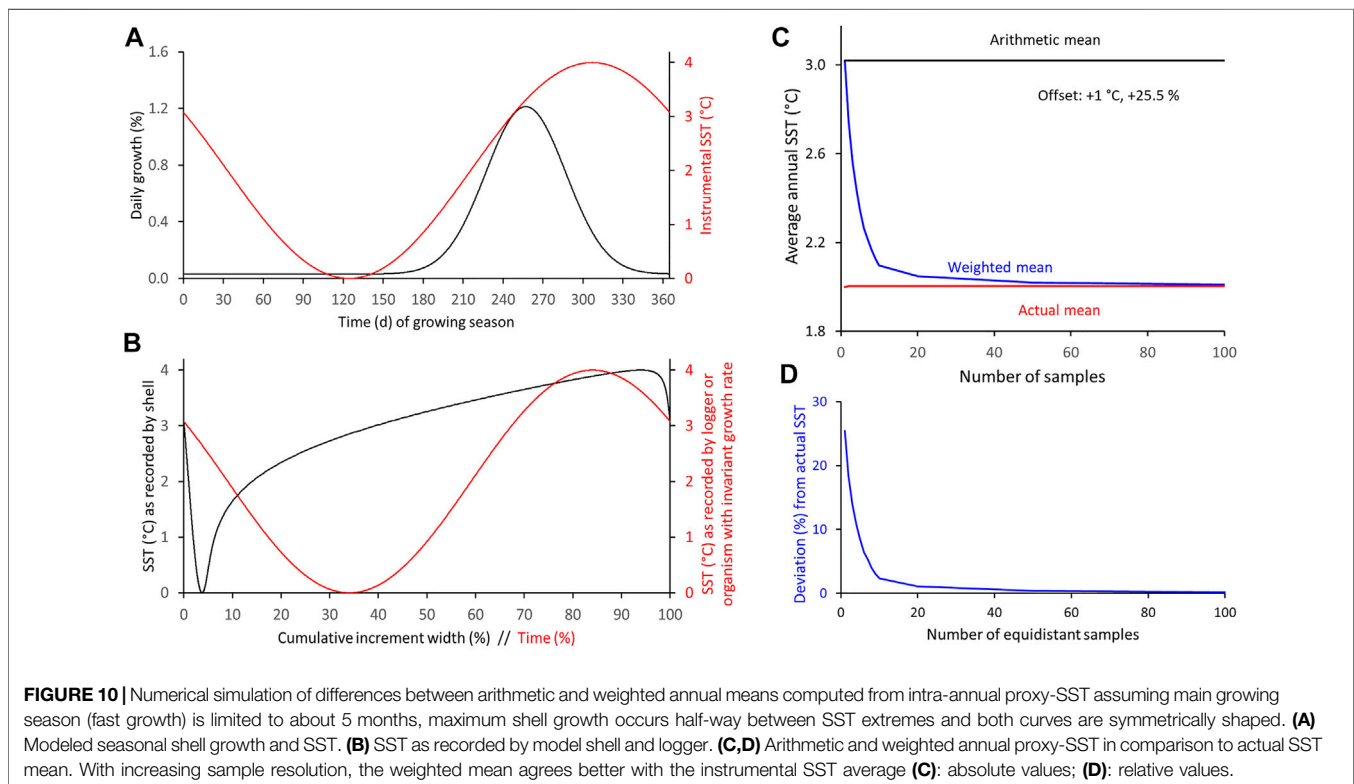 A
1.6
1.2
0.8
0.4
0.0
Daily growth (%)
4
3
2
1
0
Instrumental SST (°C)
0 30 60 90 120 150 180 210 240 270 300 330 360
Time (d) of growing season
B
4
3
2
1
0
SST (°C) as recorded by shell
4
3
2
1
0
SST (°C) as recorded by logger or
organism with invariant growth rate
0 10 20 30 40 50 60 70 80 90 100
Cumulative increment width (%) // Time (%)
C
3.0
2.6
2.2
1.8
Average annual SST (°C)
Arithmetic mean
Offset: +1 °C, +25.5 %
Weighted mean
Actual mean
0 20 40 60 80 100
Number of samples
D
30
20
10
0
Deviation (%) from actual SST
0 20 40 60 80 100
Number of equidistant samples
FIGURE 10 | Numerical simulation of differences between arithmetic and weighted annual means computed from intra-annual proxy-SST assuming main growing
season (fast growth) is limited to about 5 months, maximum shell growth occurs half-way between SST extremes and both curves are symmetrically shaped. (A)
Modeled seasonal shell growth and SST. (B) SST as recorded by model shell and logger. (C,D) Arithmetic and weighted annual proxy-SST in comparison to actual SST
mean. With increasing sample resolution, the weighted mean agrees better with the instrumental SST average (C): absolute values; (D): relative values.